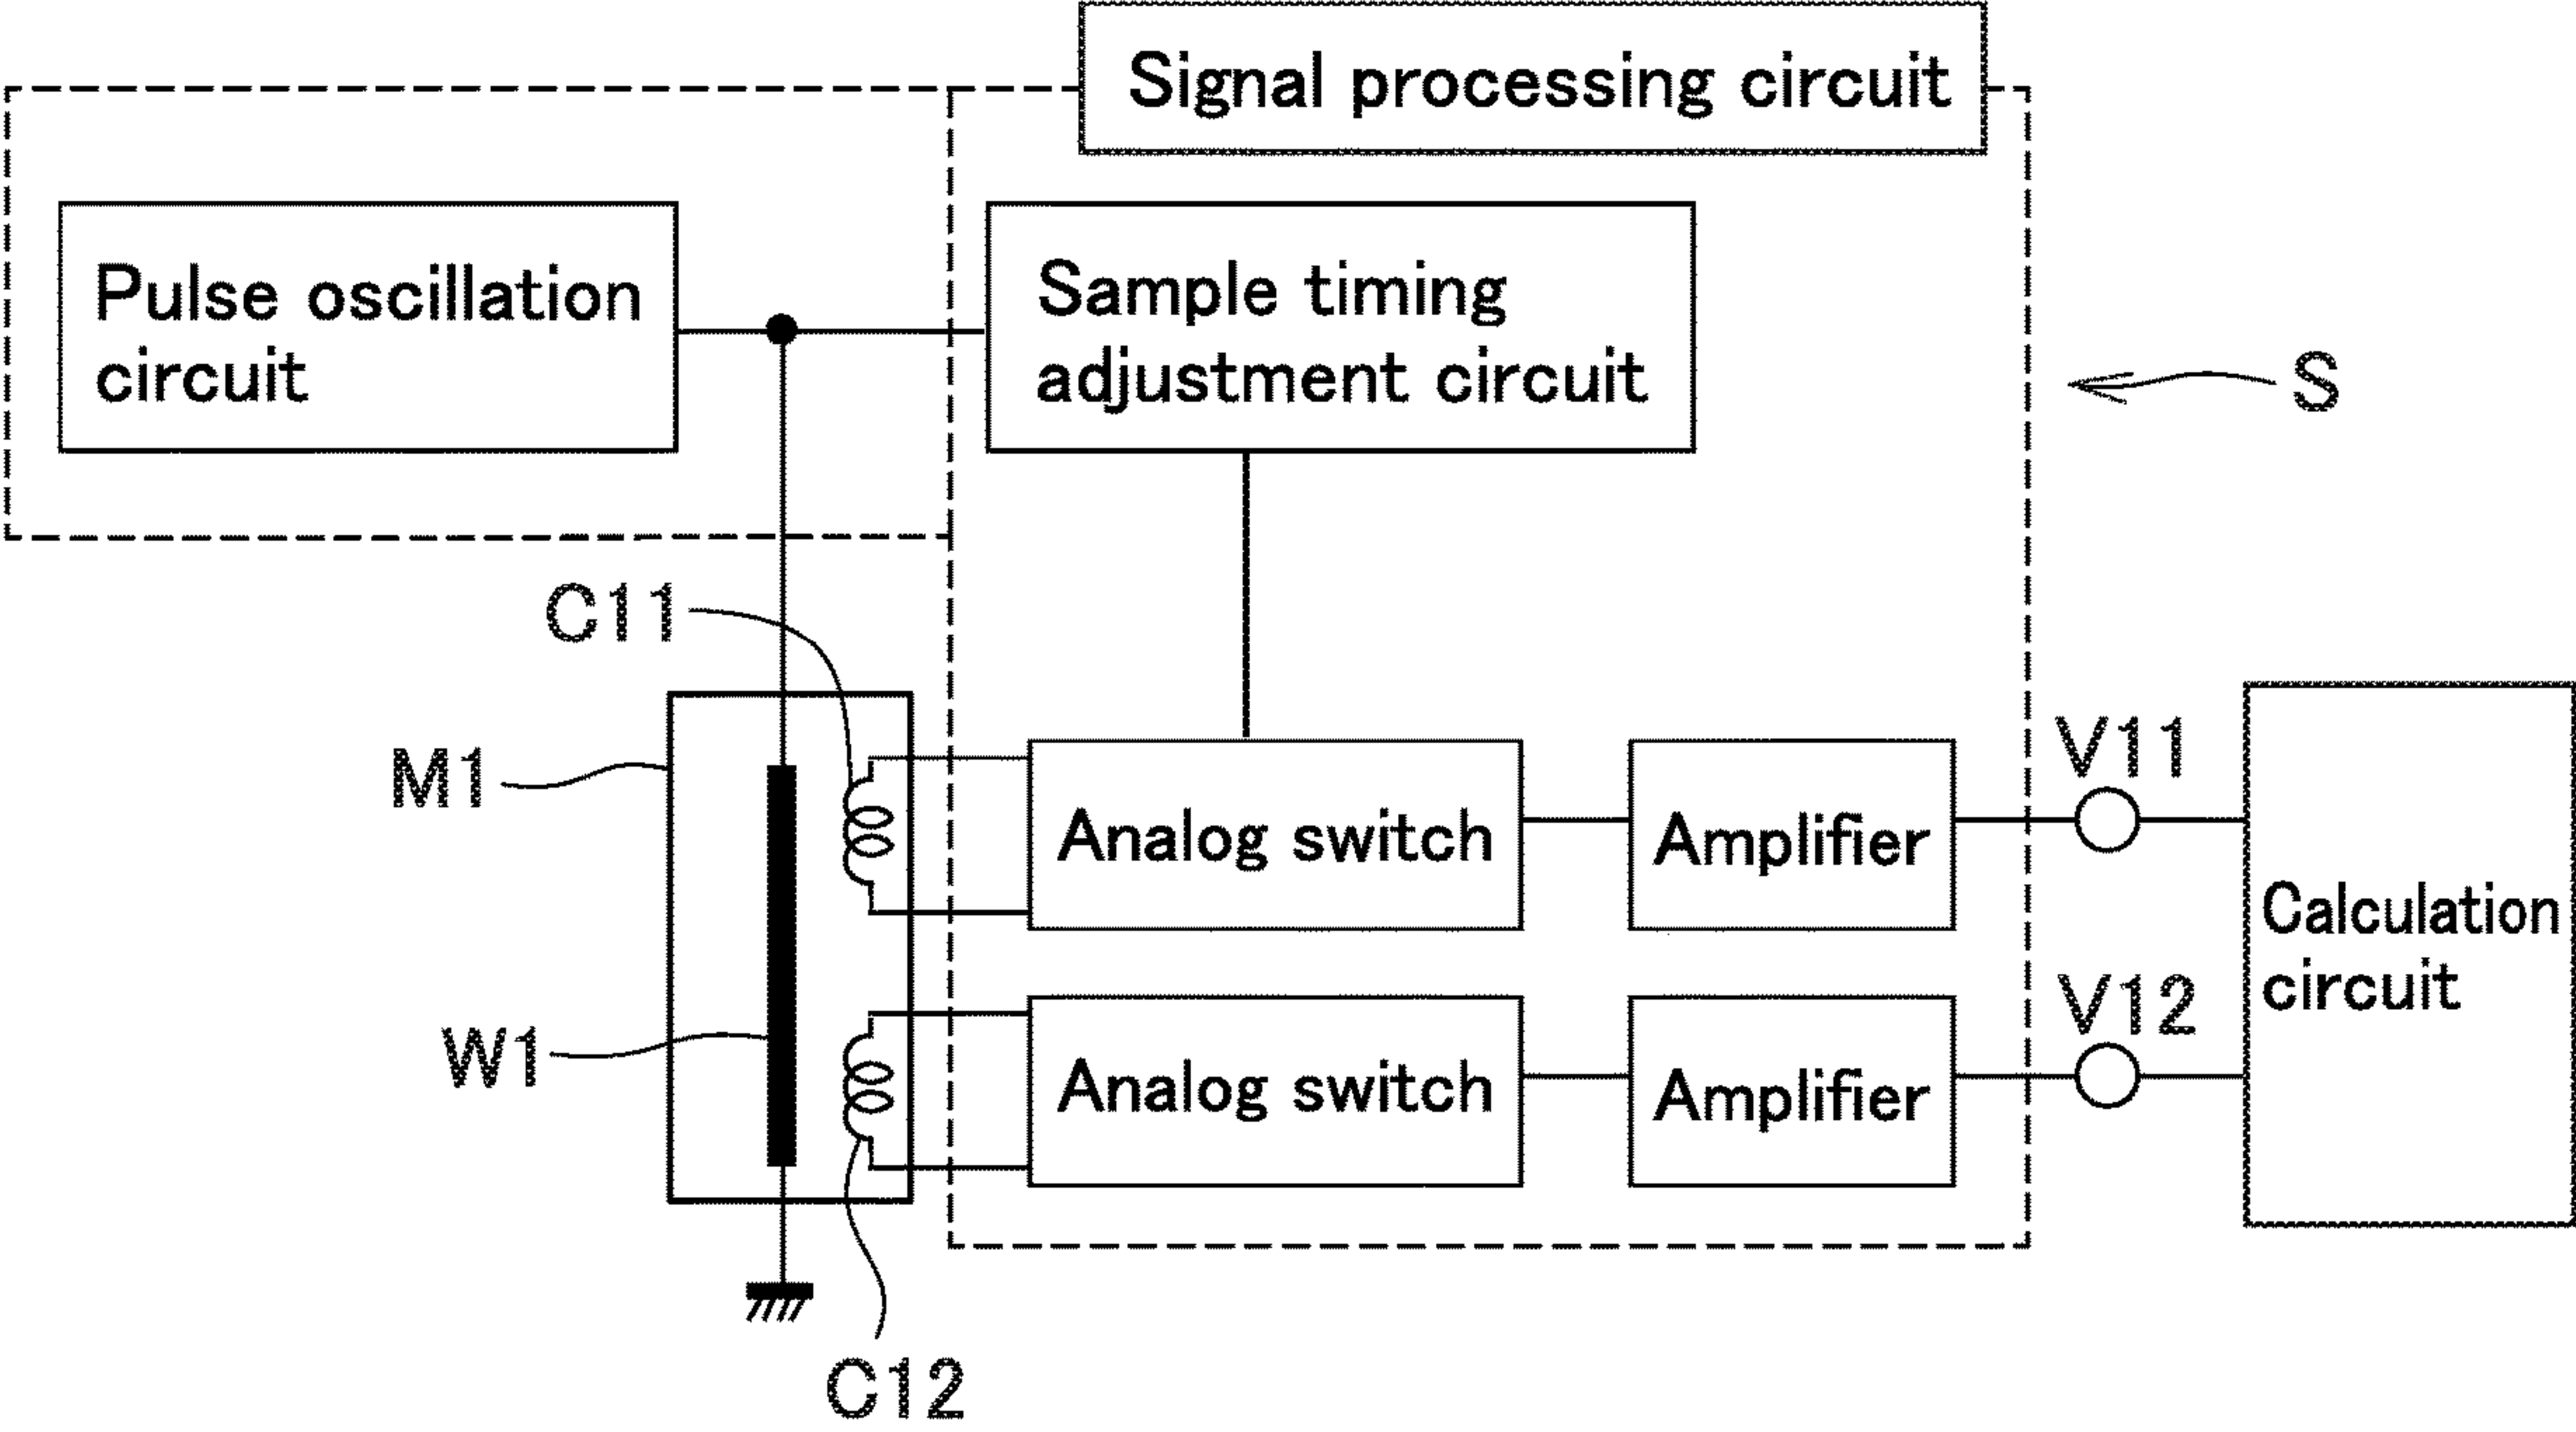 Signal processing circuit
Pulse oscillation
circuit
Sample timing
adjustment circuit
S
C11
M1
W1
C12
Analog switch
Amplifier
V11
Analog switch
Amplifier
V12
Calculation
circuit